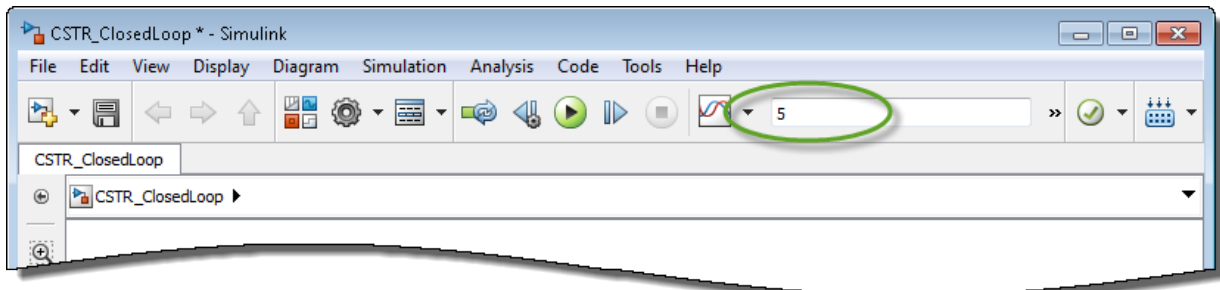 CSTR_ClosedLoop * - Simulink
File Edit View Display Diagram Simulation Analysis Code Tools Help
5
CSTR_ClosedLoop
CSTR_ClosedLoop